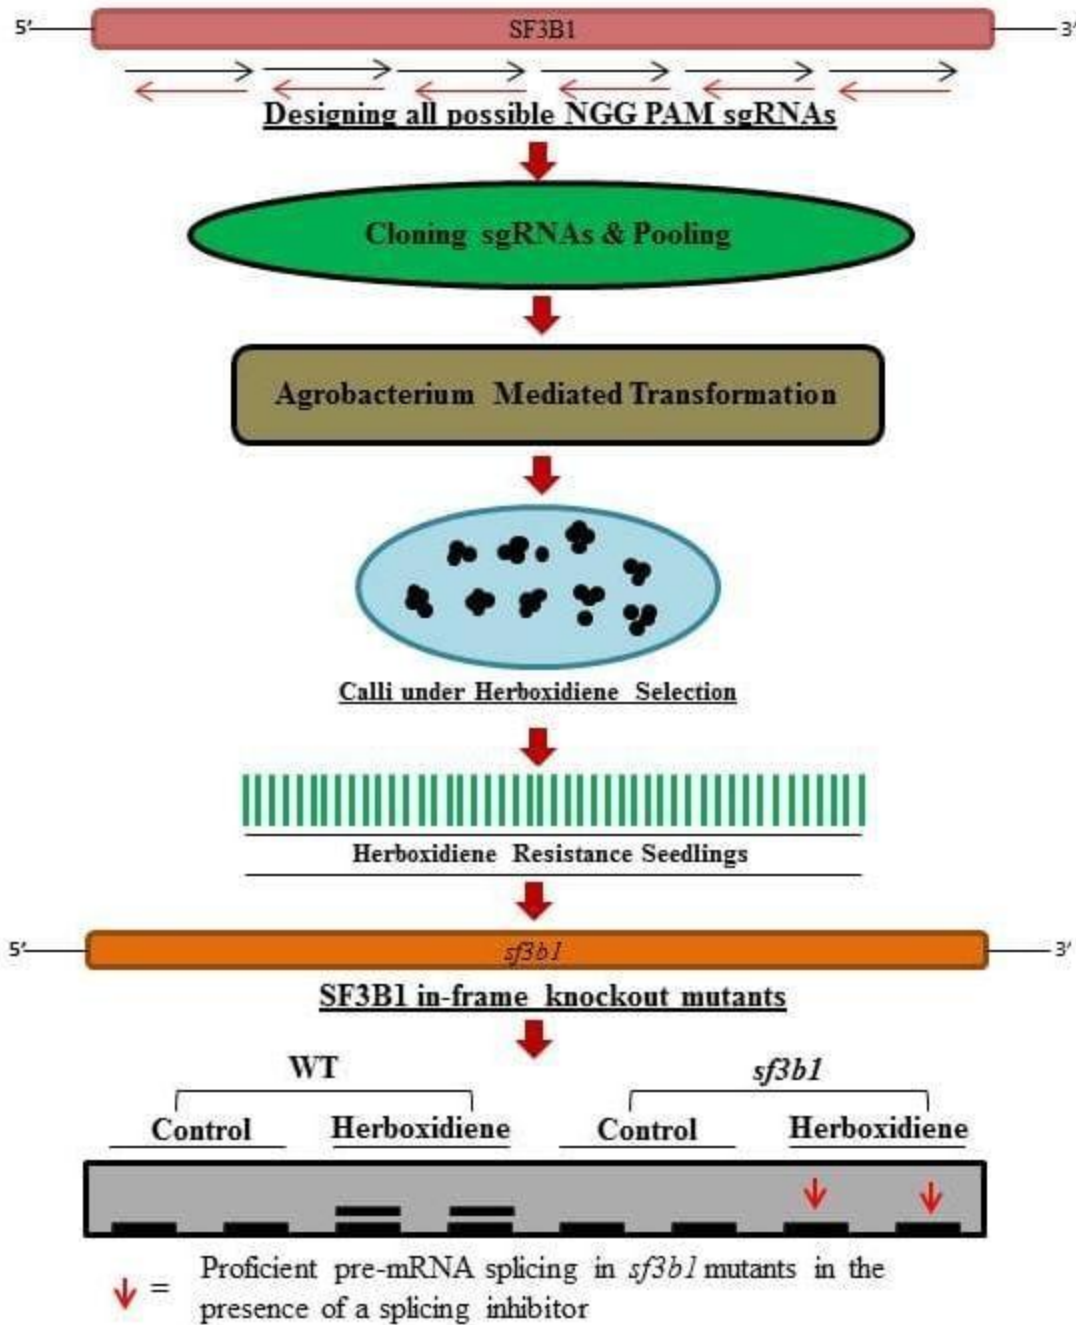 5’ SF3B1 3’
Designing all possible NGG PAM sgRNAs
Cloning sgRNAs & Pooling
Agrobacterium Mediated Transformation
Calli under Herboxidiene Selection
Herboxidiene Resistance Seedlings
5’ sf3b1 3’
SF3B1 in-frame knockout mutants
WT sf3b1
Control Herboxidiene Control Herboxidiene
= Proficient pre-mRNA splicing in sf3b1 mutants in the
presence of a splicing inhibitor